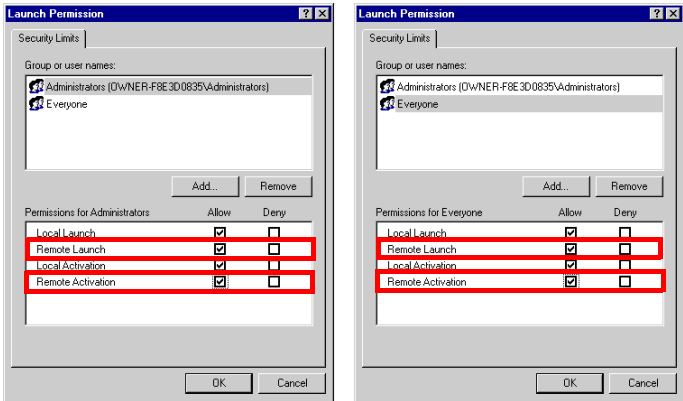 Launch Permission
Security Limits
Group or user names:
Administrators (OWNER-F8E3D0835\Administrators)
Everyone
Add...
Remove
Permissions for Administrators Allow Deny
Local Launch
Remote Launch
Local Activation
Remote Activation
OK
Cancel
Launch Permission
Security Limits
Group or user names:
Administrators (OWNER-F8E3D0835\Administrators)
Everyone
Add...
Remove
Permissions for Everyone Allow Deny
Local Launch
Remote Launch
Local Activation
Remote Activation
OK
Cancel